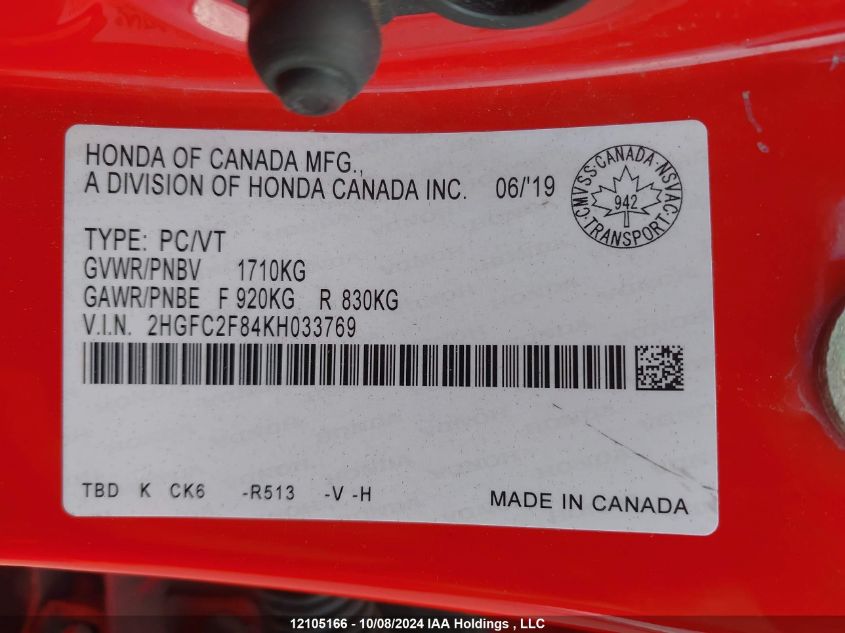 HONDA OF CANADA MFG.,
A DIVISION OF HONDA CANADA INC. 06/'19
CMVSS·CANADA·NSVAC
942
·TRANSPORT·
TYPE: PC/VT
GVWR/PNBV 1710KG
GAWR/PNBE F 920KG R 830KG
V.I.N. 2HGFC2F84KH033769
TBD K CK6 -R513 -V -H
MADE IN CANADA
12105166 - 10/08/2024 IAA Holdings , LLC